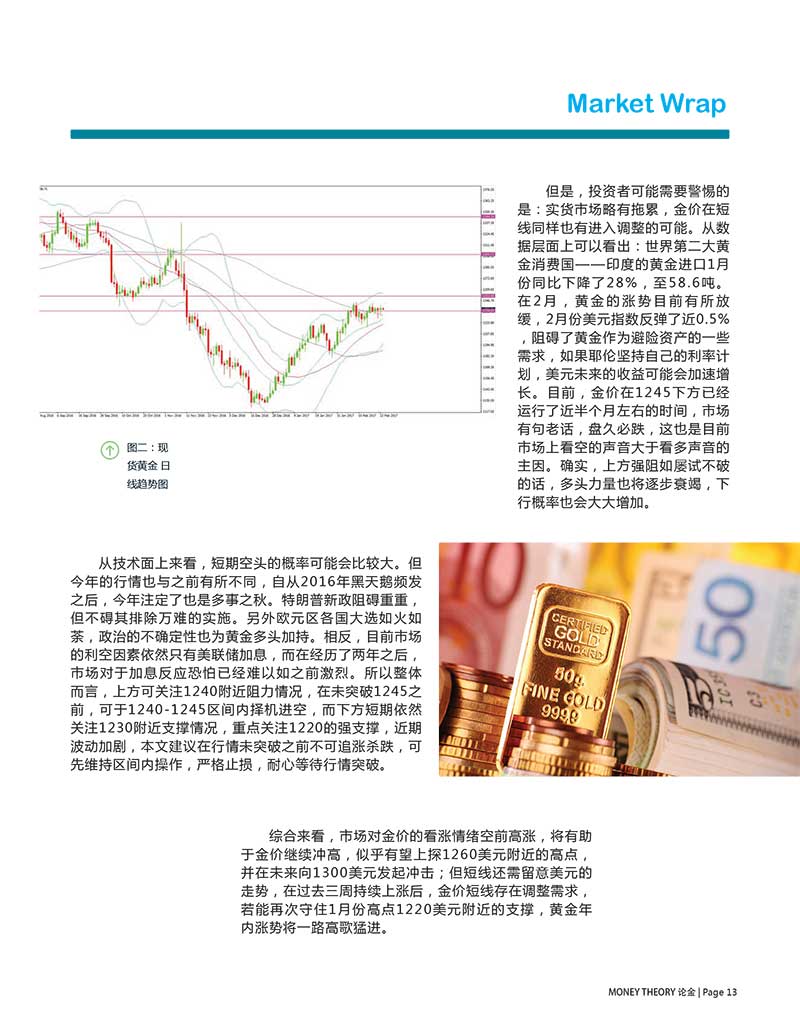 Market Wrap
但是，投资者可能需要警惕的
是：实货市场略有拖累，金价在短
线同样也有进入调整的可能。从数
据层面上可以看出：世界第二大黄
金消费国——印度的黄金进口1月
份同比下降了28%，至58.6吨。
在2月，黄金的涨势目前有所放
缓，2月份美元指数反弹了近0.5%
，阻碍了黄金作为避险资产的一些
需求，如果耶伦坚持自己的利率计
划，美元未来的收益可能会加速增
长。目前，金价在1245下方已经
运行了近半个月左右的时间，市场
有句老话，盘久必跌，这也是目前
市场上看空的声音大于看多声音的
主因。确实，上方强阻如屡试不破
的话，多头力量也将逐步衰竭，下
行概率也会大大增加。
图二：现
货黄金 日
线趋势图
从技术面上来看，短期空头的概率可能会比较大。但
今年的行情也与之前有所不同，自从2016年黑天鹅频发
之后，今年注定了也是多事之秋。特朗普新政阻碍重重，
但不碍其排除万难的实施。另外欧元区各国大选如火如
荼，政治的不确定性也为黄金多头加持。相反，目前市场
的利空因素依然只有美联储加息，而在经历了两年之后，
市场对于加息反应恐怕已经难以如之前激烈。所以整体
而言，上方可关注1240附近阻力情况，在未突破1245之
前，可于1240-1245区间内择机进空，而下方短期依然
关注1230附近支撑情况，重点关注1220的强支撑，近期
波动加剧，本文建议在行情未突破之前不可追涨杀跌，可
先维持区间内操作，严格止损，耐心等待行情突破。
CERTIFIED
GOLD
STANDARD
50g
FINE GOLD
999.9
50
综合来看，市场对金价的看涨情绪空前高涨，将有助
于金价继续冲高，似乎有望上探1260美元附近的高点，
并在未来向1300美元发起冲击；但短线还需留意美元的
走势，在过去三周持续上涨后，金价短线存在调整需求，
若能再次守住1月份高点1220美元附近的支撑，黄金年
内涨势将一路高歌猛进。
MONEY THEORY 论金 | Page 13